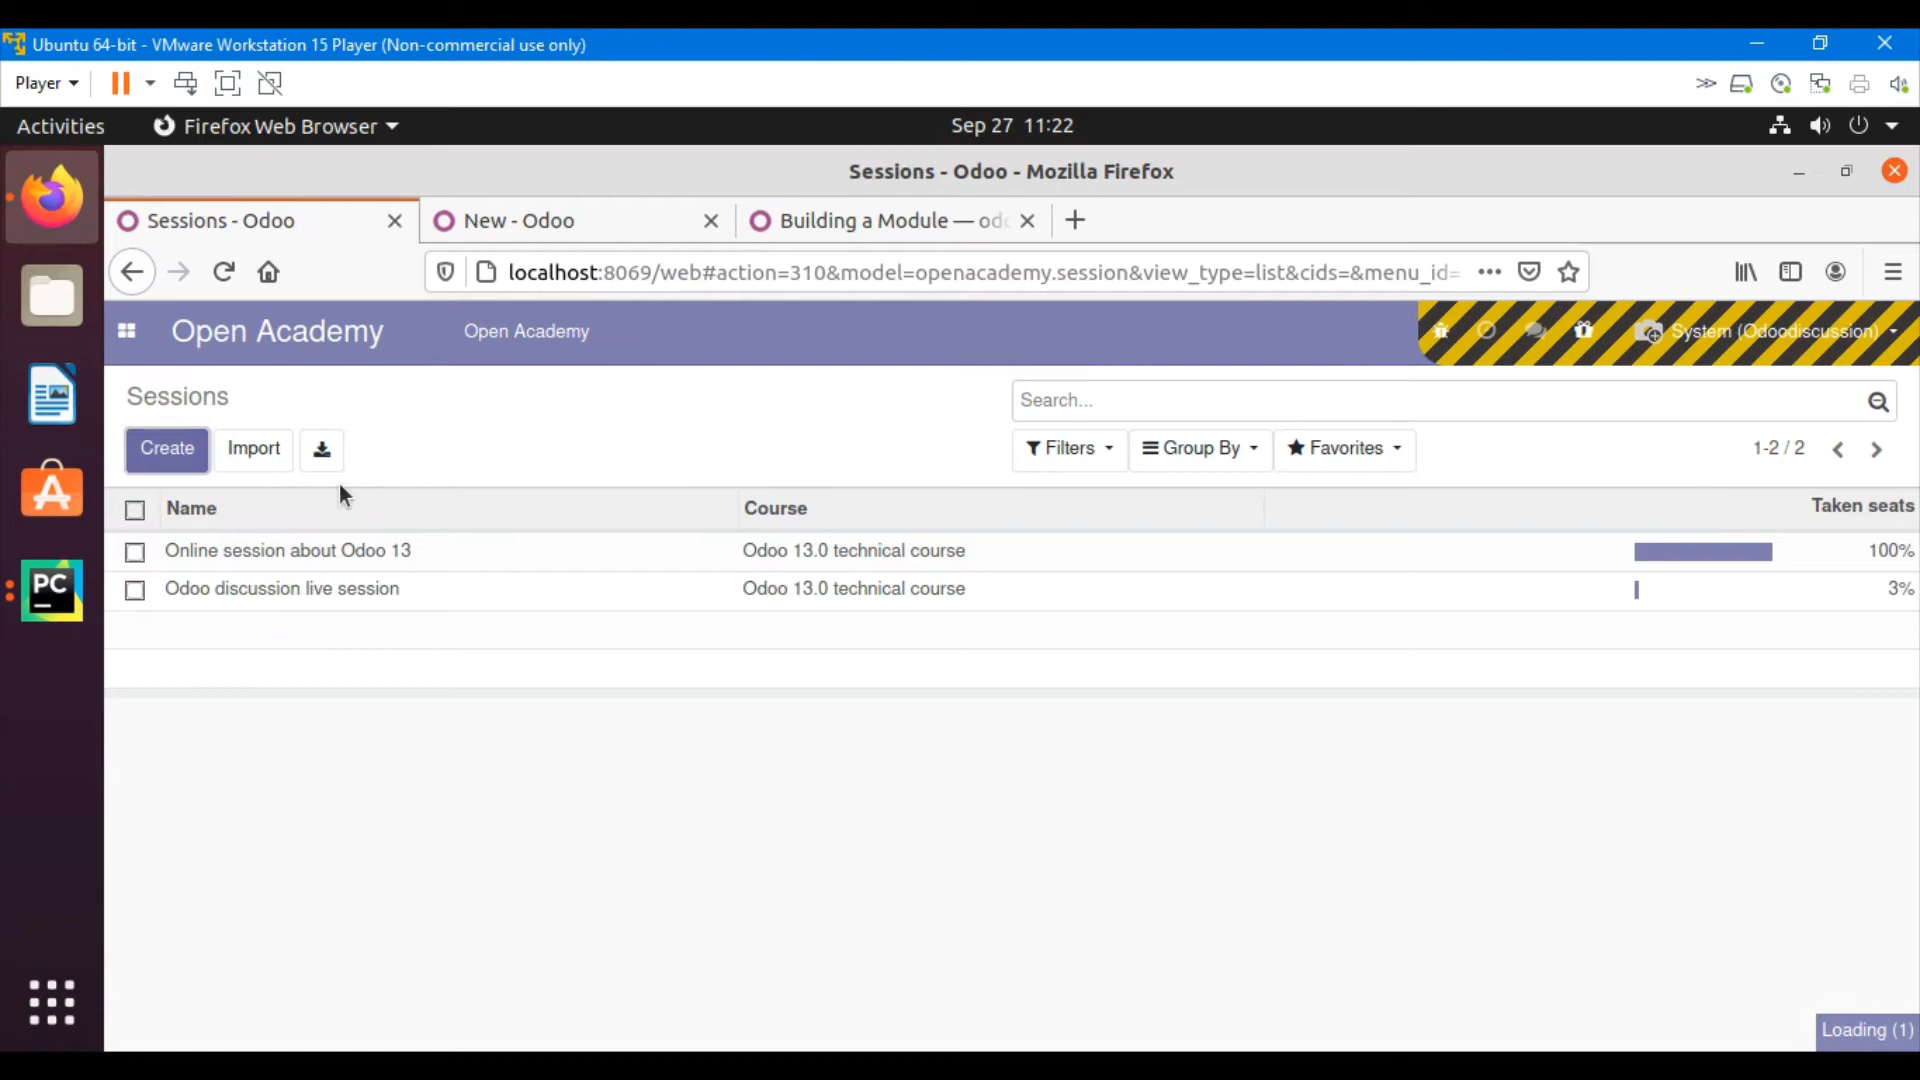 Ubuntu 64-bit - VMware Workstation 15 Player (Non-commercial use only)
Player
Activities
Firefox Web Browser
Sep 27 11:22
Sessions - Odoo - Mozilla Firefox
Sessions - Odoo
New - Odoo
Building a Module — odo
localhost:8069/web#action=310&model=openacademy.session&view_type=list&cids=&menu_id=
Open Academy
Open Academy
System (Odoodiscussion)
Sessions
Search...
Create
Import
Filters
Group By
Favorites
1-2 / 2
Name
Course
Taken seats
Online session about Odoo 13
Odoo 13.0 technical course
100%
Odoo discussion live session
Odoo 13.0 technical course
3%
PC
Loading (1)